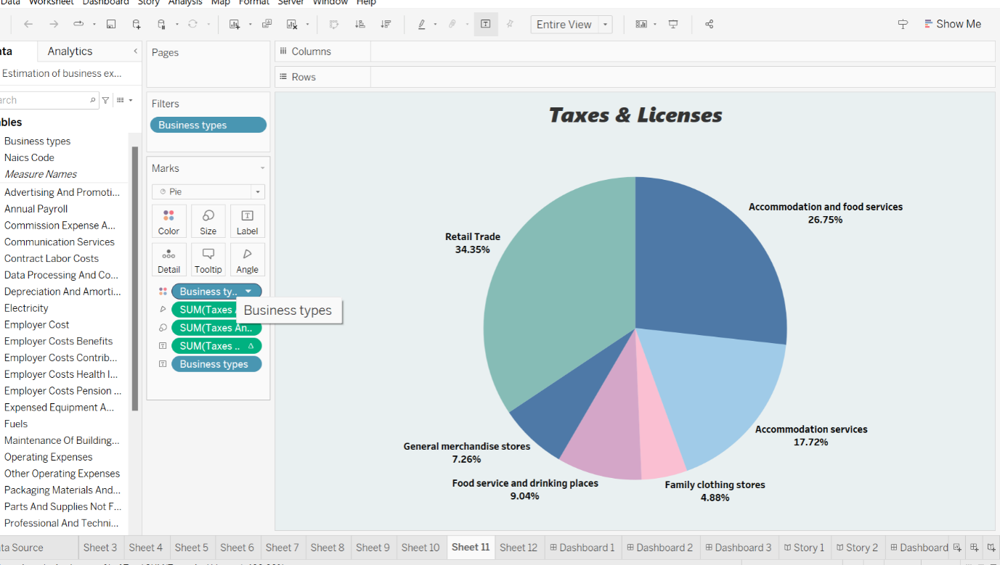 Data Worksheet Dashboard Story Analysis Map Format Server Window Help
Entire View
Show Me
ta Analytics
Estimation of business ex...
arch
bles
Business types
Naics Code
Measure Names
Advertising And Promoti...
Annual Payroll
Commission Expense A...
Communication Services
Contract Labor Costs
Data Processing And Co...
Depreciation And Amorti...
Electricity
Employer Cost
Employer Costs Benefits
Employer Costs Contrib...
Employer Costs Health I...
Employer Costs Pension ...
Expensed Equipment A...
Fuels
Maintenance Of Building...
Operating Expenses
Other Operating Expenses
Packaging Materials And...
Parts And Supplies Not F...
Professional And Techni...
Pages
Filters
Business types
Marks
Pie
Color Size Label
Detail Tooltip Angle
Business ty..
SUM(Taxes
Business types
SUM(Taxes An..
SUM(Taxes ..
Business types
Columns
Rows
Taxes & Licenses
Accommodation and food services
26.75%
Retail Trade
34.35%
Accommodation services
17.72%
General merchandise stores
7.26%
Food service and drinking places
9.04%
Family clothing stores
4.88%
ta Source Sheet 3 Sheet 4 Sheet 5 Sheet 6 Sheet 7 Sheet 8 Sheet 9 Sheet 10 Sheet 11 Sheet 12 Dashboard 1 Dashboard 2 Dashboard 3 Story 1 Story 2 Dashboard